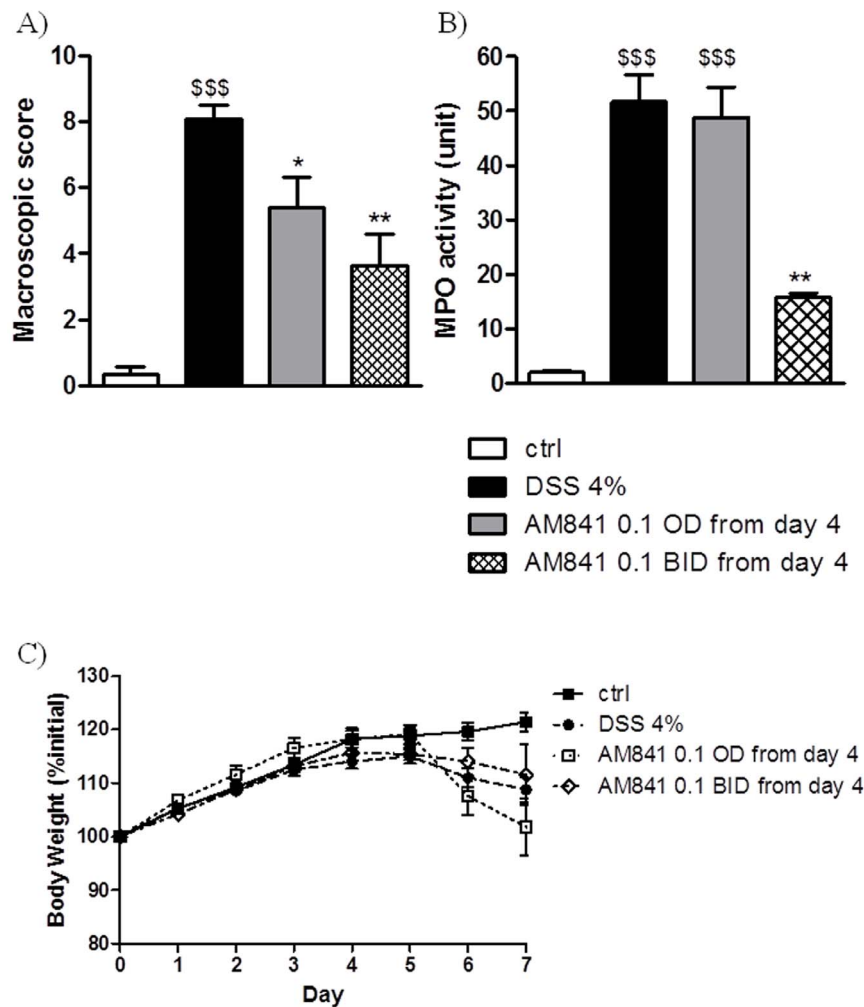 A)
Macroscopic score
10
8
6
4
2
0
$$$
*
**
B)
MPO activity (unit)
60
50
40
30
20
10
0
$$$
$$$
**
ctrl
DSS 4%
AM841 0.1 OD from day 4
AM841 0.1 BID from day 4
C)
Body Weight (%initial)
130
120
110
100
90
80
0 1 2 3 4 5 6 7
Day
ctrl
DSS 4%
AM841 0.1 OD from day 4
AM841 0.1 BID from day 4